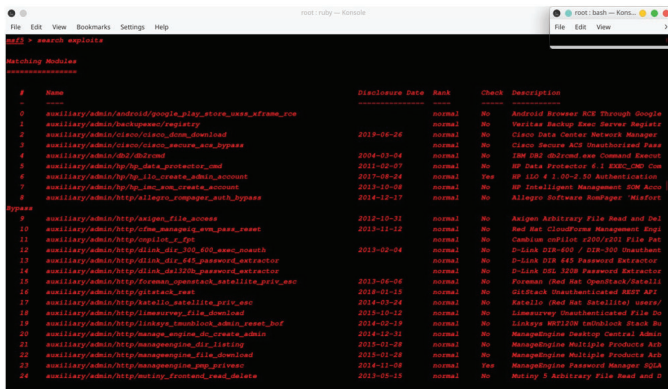 root : ruby — Konsole
root : bash — Kons...
File Edit View Bookmarks Settings Help
File Edit View
msf5 > search exploits
Matching Modules
================
# Name Disclosure Date Rank Check Description
- ---- --------------- ---- ----- -----------
0 auxiliary/admin/android/google_play_store_uxss_xframe_rce normal No Android Browser RCE Through Google
1 auxiliary/admin/backupexec/registry normal No Veritas Backup Exec Server Registr
2 auxiliary/admin/cisco/cisco_dcnm_download 2019-06-26 normal No Cisco Data Center Network Manager
3 auxiliary/admin/cisco/cisco_secure_acs_bypass normal No Cisco Secure ACS Unauthorized Pass
4 auxiliary/admin/db2/db2rcmd 2004-03-04 normal No IBM DB2 db2rcmd.exe Command Execut
5 auxiliary/admin/hp/hp_data_protector_cmd 2011-02-07 normal No HP Data Protector 6.1 EXEC_CMD Com
6 auxiliary/admin/hp/hp_ilo_create_admin_account 2017-08-24 normal Yes HP iLO 4 1.00-2.50 Authentication
7 auxiliary/admin/hp/hp_imc_som_create_account 2013-10-08 normal No HP Intelligent Management SOM Acco
8 auxiliary/admin/http/allegro_rompager_auth_bypass 2014-12-17 normal No Allegro Software RomPager 'Misfort
Bypass
9 auxiliary/admin/http/axigen_file_access 2012-10-31 normal No Axigen Arbitrary File Read and Del
10 auxiliary/admin/http/cfme_manageiq_evm_pass_reset 2013-11-12 normal No Red Hat CloudForms Management Engi
11 auxiliary/admin/http/cnpilot_r_fpt normal No Cambium cnPilot r200/r201 File Pat
12 auxiliary/admin/http/dlink_dir_300_600_exec_noauth 2013-02-04 normal No D-Link DIR-600 / DIR-300 Unauthent
13 auxiliary/admin/http/dlink_dir_645_password_extractor normal No D-Link DIR 645 Password Extractor
14 auxiliary/admin/http/dlink_dsl320b_password_extractor normal No D-Link DSL 320B Password Extractor
15 auxiliary/admin/http/foreman_openstack_satellite_priv_esc 2013-06-06 normal No Foreman (Red Hat OpenStack/Satelli
16 auxiliary/admin/http/gitstack_rest 2018-01-15 normal No GitStack Unauthenticated REST API
17 auxiliary/admin/http/katello_satellite_priv_esc 2014-03-24 normal No Katello (Red Hat Satellite) users/
18 auxiliary/admin/http/limesurvey_file_download 2015-10-12 normal No Limesurvey Unauthenticated File Do
19 auxiliary/admin/http/linksys_tmunblock_admin_reset_bof 2014-02-19 normal No Linksys WRT120N tmUnblock Stack Bu
20 auxiliary/admin/http/manage_engine_dc_create_admin 2014-12-31 normal No ManageEngine Desktop Central Admin
21 auxiliary/admin/http/manageengine_dir_listing 2015-01-28 normal No ManageEngine Multiple Products Arb
22 auxiliary/admin/http/manageengine_file_download 2015-01-28 normal No ManageEngine Multiple Products Arb
23 auxiliary/admin/http/manageengine_pmp_privesc 2014-11-08 normal Yes ManageEngine Password Manager SQLA
24 auxiliary/admin/http/mutiny_frontend_read_delete 2013-05-15 normal No Mutiny 5 Arbitrary File Read and D